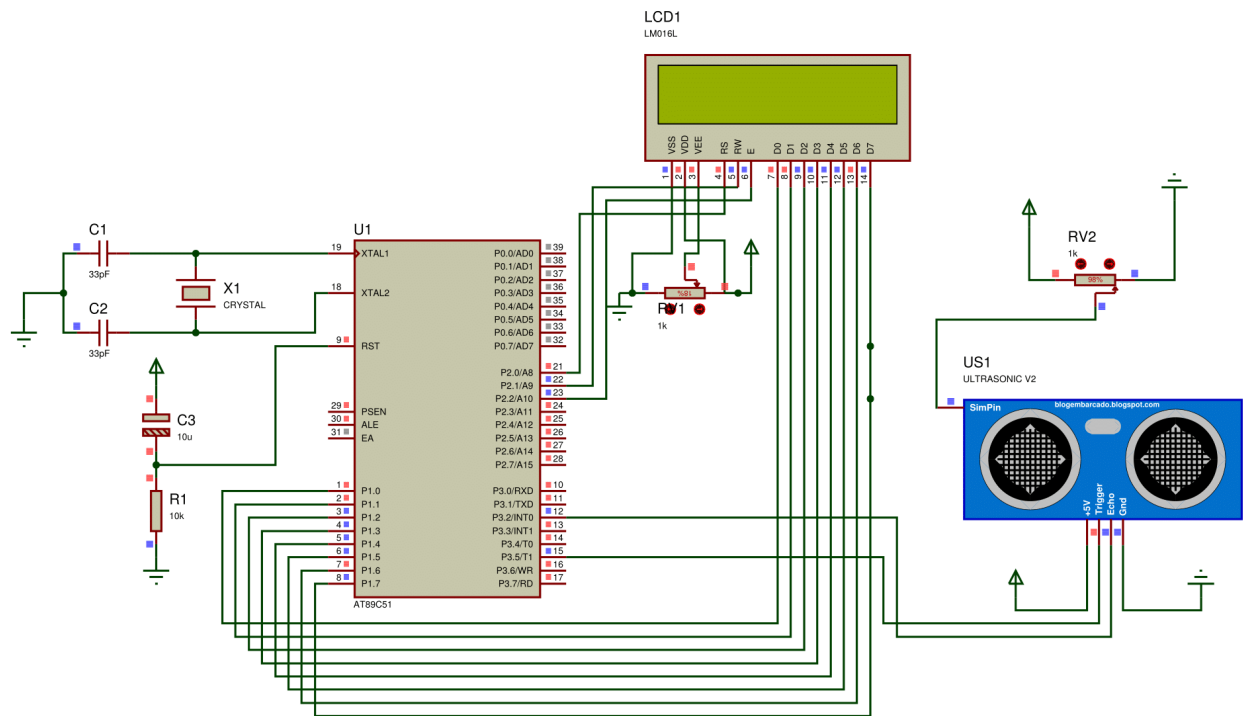 LCD1
LM016L
VSS
VDD
VEE
RS
RW
E
D0
D1
D2
D3
D4
D5
D6
D7
1
2
3
4
5
6
7
8
9
10
11
12
13
14
C1
33pF
C2
33pF
X1
CRYSTAL
C3
10u
R1
10k
U1
19 XTAL1
18 XTAL2
9 RST
29 PSEN
30 ALE
31 EA
1 P1.0
2 P1.1
3 P1.2
4 P1.3
5 P1.4
6 P1.5
7 P1.6
8 P1.7
P0.0/AD0 39
P0.1/AD1 38
P0.2/AD2 37
P0.3/AD3 36
P0.4/AD4 35
P0.5/AD5 34
P0.6/AD6 33
P0.7/AD7 32
P2.0/A8 21
P2.1/A9 22
P2.2/A10 23
P2.3/A11 24
P2.4/A12 25
P2.5/A13 26
P2.6/A14 27
P2.7/A15 28
P3.0/RXD 10
P3.1/TXD 11
P3.2/INT0 12
P3.3/INT1 13
P3.4/T0 14
P3.5/T1 15
P3.6/WR 16
P3.7/RD 17
AT89C51
18%
RV1
1k
RV2
1k
98%
US1
ULTRASONIC V2
SimPin
blogembarcado.blogspot.com
+5V
Trigger
Echo
Gnd